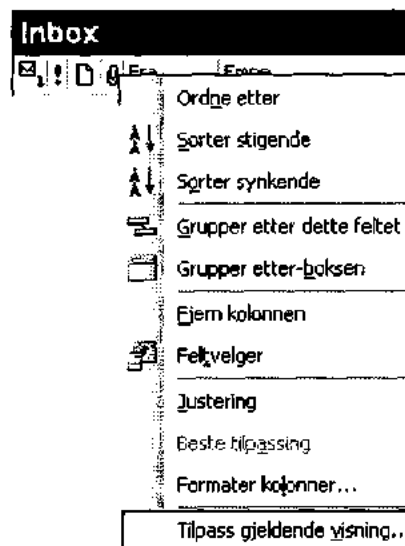 Inbox
Fra Emne
Ordne etter
Sorter stigende
Sorter synkende
Grupper etter dette feltet
Grupper etter-boksen
Fjern kolonnen
Feltvelger
Justering
Beste tilpassing
Formater kolonner...
Tilpass gjeldende visning..